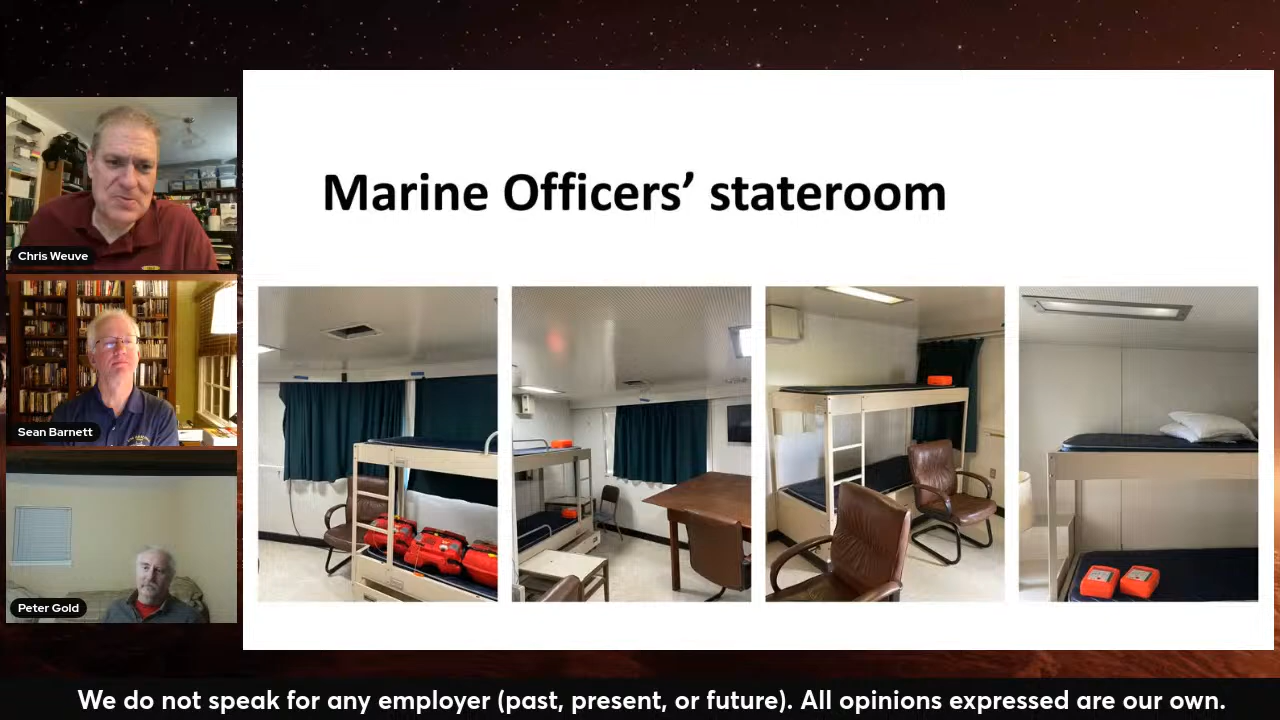 Marine Officers’ stateroom
Chris Weuve
Sean Barnett
Peter Gold
We do not speak for any employer (past, present, or future). All opinions expressed are our own.